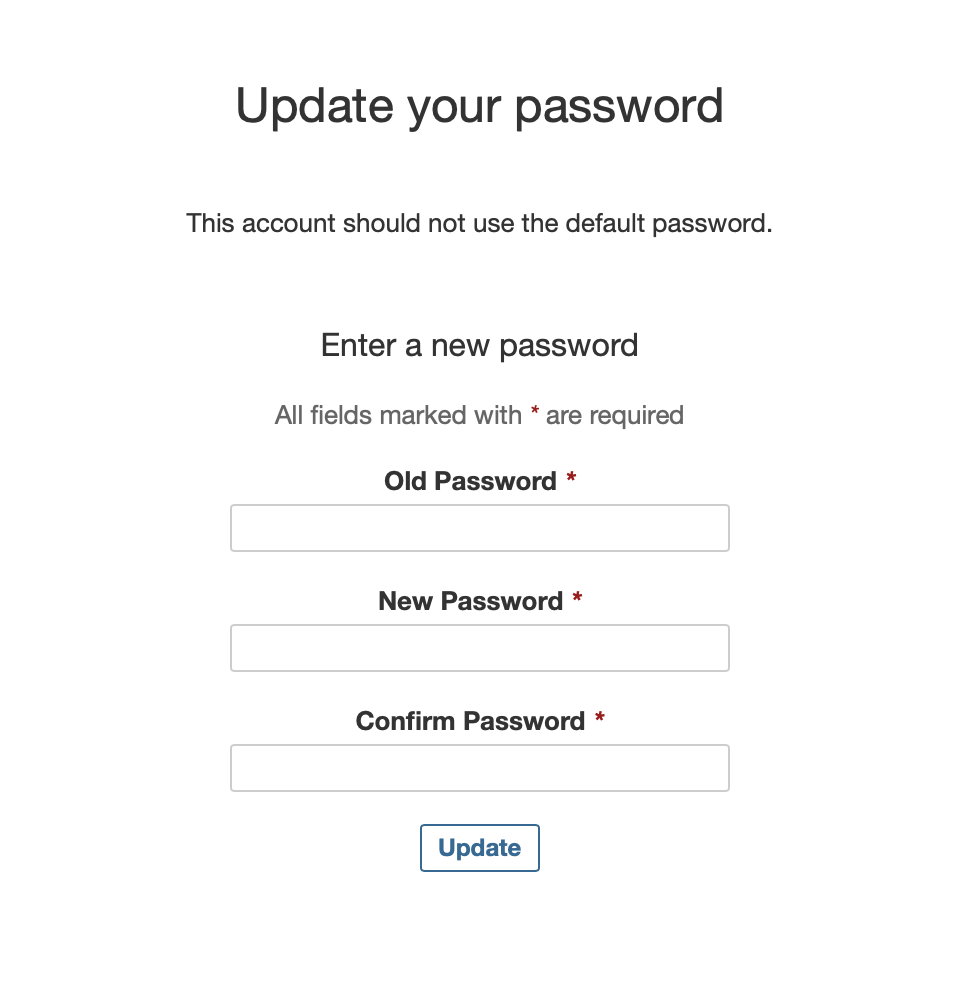 Update your password
This account should not use the default password.
Enter a new password
All fields marked with * are required
Old Password *
New Password *
Confirm Password *
Update